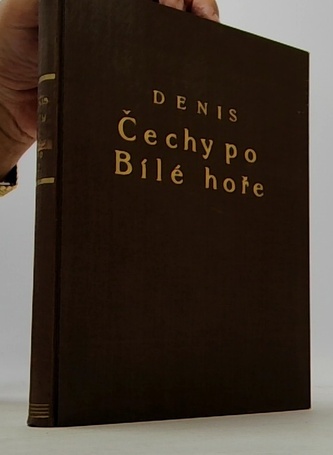 DENIS
Čechy po
Bílé hoře